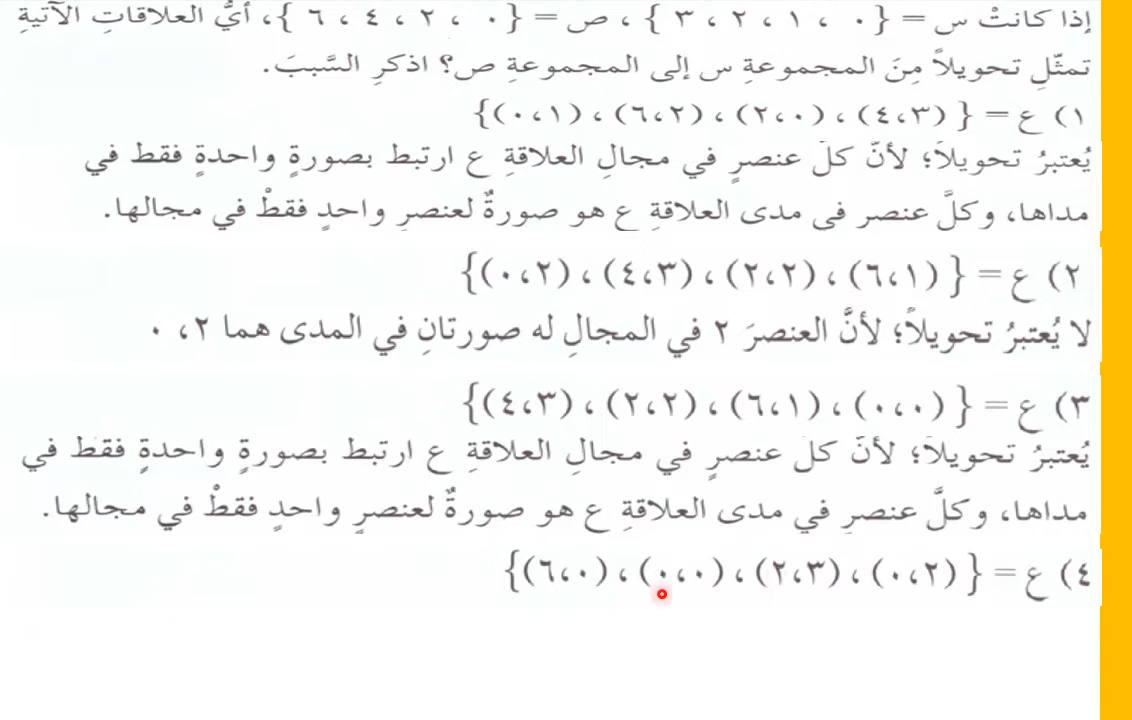 إذا كانتْ س = {٠ ، ١ ، ٢ ، ٣ } ، ص = {٠ ، ٢ ، ٤ ، ٦ }، أيُّ العلاقاتِ الآتيةِ
تمثّلِ تحويلاً مِنَ المجموعةِ س إلى المجموعةِ ص؟ اذكرِ السَّببَ.
١) ع = { (٣،٤) ، (٠،٢) ، (٢،٦) ، (١،٠)}
يُعتبرُ تحويلاً؛ لأنّ كلَّ عنصرٍ في مجالِ العلاقةِ ع ارتبط بصورةٍ واحدةٍ فقط في
مداها، وكلَّ عنصر فى مدى العلاقةِ ع هو صورةٌ لعنصرٍ واحدٍ فقطْ في مجالها.
٢) ع = { (١،٦) ، (٢،٢) ، (٣،٤) ، (٢،٠)}
لا يُعتبرُ تحويلاً؛ لأنَّ العنصرَ ٢ في المجالِ له صورتانِ في المدى هما ٢، ٠
٣) ع = { (٠،٠) ، (١،٦) ، (٢،٢) ، (٣،٤)}
يُعتبرُ تحويلاً؛ لأنّ كلَّ عنصرٍ في مجالِ العلاقةِ ع ارتبط بصورةٍ واحدةٍ فقط في
مداها، وكلَّ عنصرٍ في مدى العلاقةِ ع هو صورةٌ لعنصرٍ واحدٍ فقطْ في مجالها.
٤) ع = { (٢،٠) ، (٣،٢) ، (٠،٠) ، (٠،٦)}